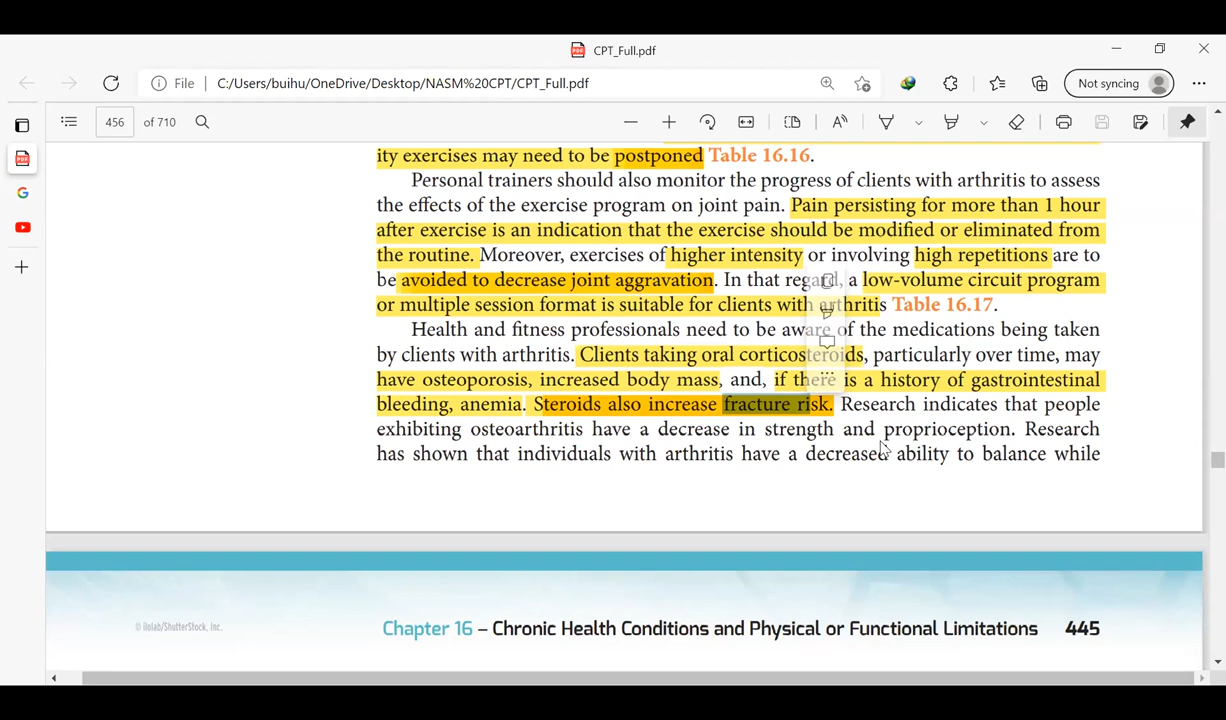 CPT_Full.pdf
File
C:/Users/buihu/OneDrive/Desktop/NASM%20CPT/CPT_Full.pdf
Not syncing
456 of 710
ity exercises may need to be postponed Table 16.16.
Personal trainers should also monitor the progress of clients with arthritis to assess
the effects of the exercise program on joint pain. Pain persisting for more than 1 hour
after exercise is an indication that the exercise should be modified or eliminated from
the routine. Moreover, exercises of higher intensity or involving high repetitions are to
be avoided to decrease joint aggravation. In that regard, a low-volume circuit program
or multiple session format is suitable for clients with arthritis Table 16.17.
Health and fitness professionals need to be aware of the medications being taken
by clients with arthritis. Clients taking oral corticosteroids, particularly over time, may
have osteoporosis, increased body mass, and, if there is a history of gastrointestinal
bleeding, anemia. Steroids also increase fracture risk. Research indicates that people
exhibiting osteoarthritis have a decrease in strength and proprioception. Research
has shown that individuals with arthritis have a decreased ability to balance while
© ilolab/ShutterStock, Inc.
Chapter 16 – Chronic Health Conditions and Physical or Functional Limitations 445